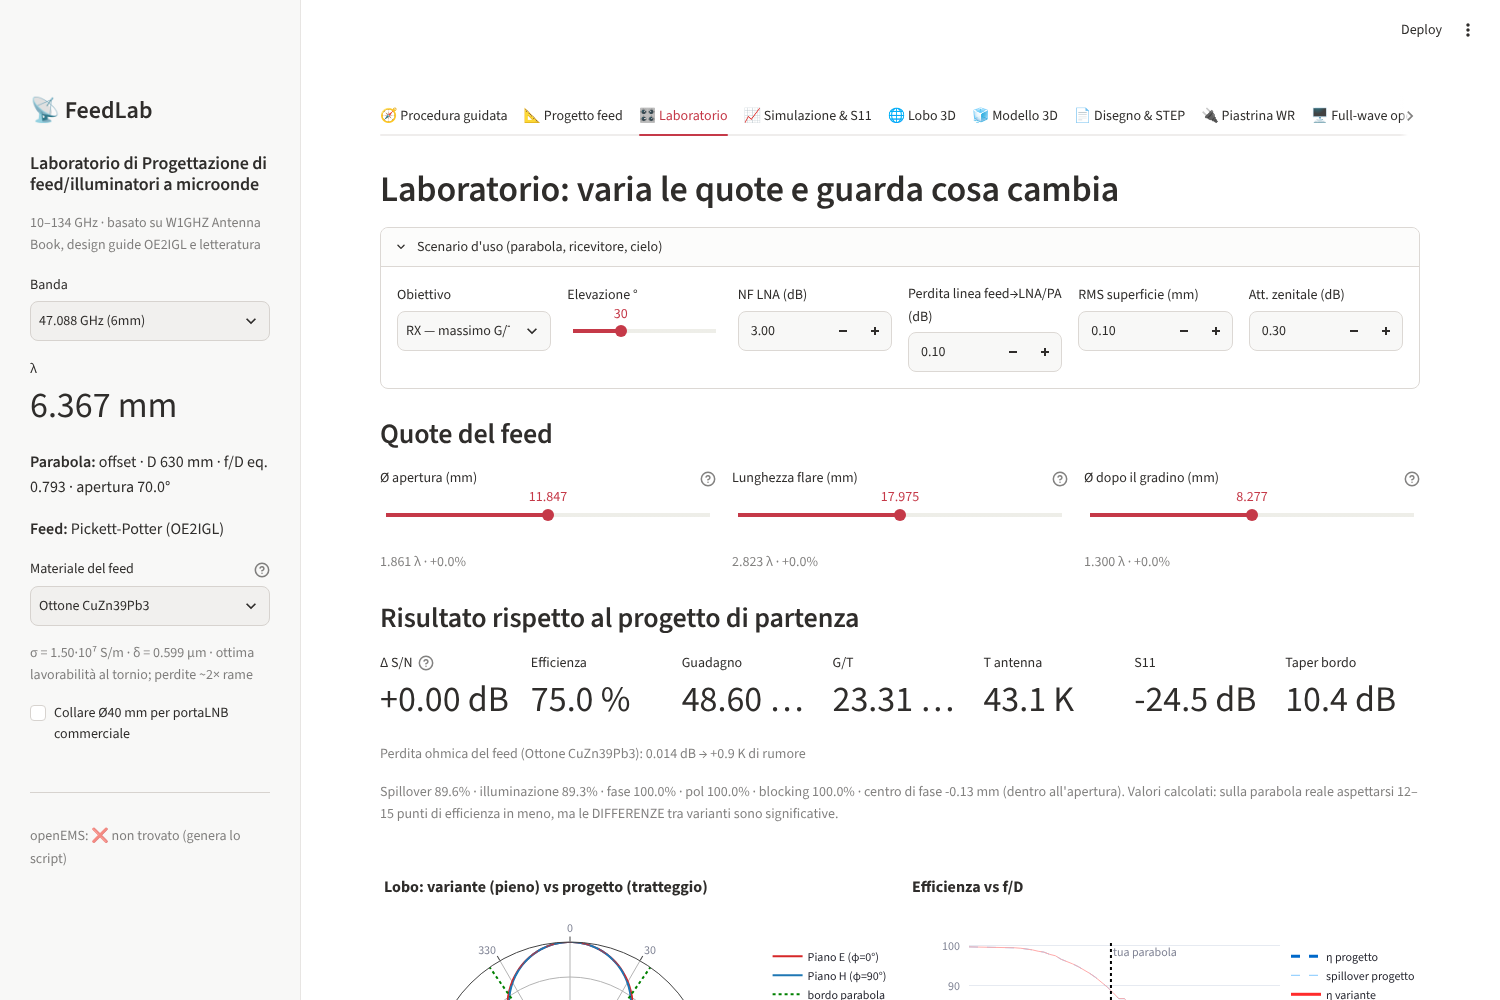 Deploy
📡 FeedLab
Laboratorio di Progettazione di
feed/illuminatori a microonde
10–134 GHz · basato su W1GHZ Antenna
Book, design guide OE2IGL e letteratura
Banda
47.088 GHz (6mm)
λ
6.367 mm
Parabola: offset · D 630 mm · f/D eq.
0.793 · apertura 70.0°
Feed: Pickett-Potter (OE2IGL)
Materiale del feed
Ottone CuZn39Pb3
σ = 1.50·10⁷ S/m · δ = 0.599 µm · ottima
lavorabilità al tornio; perdite ~2× rame
Collare Ø40 mm per portaLNB
commerciale
openEMS: ❌ non trovato (genera lo
script)
🧭 Procedura guidata 📐 Progetto feed 🎛️ Laboratorio 📈 Simulazione & S11 🌐 Lobo 3D 🧊 Modello 3D 📄 Disegno & STEP 🔌 Piastrina WR 🖥️ Full-wave op
Laboratorio: varia le quote e guarda cosa cambia
Scenario d'uso (parabola, ricevitore, cielo)
Obiettivo
RX — massimo G/T
Elevazione °
30
NF LNA (dB)
3.00
Perdita linea feed→LNA/PA
(dB)
0.10
RMS superficie (mm)
0.10
Att. zenitale (dB)
0.30
Quote del feed
Ø apertura (mm)
11.847
1.861 λ · +0.0%
Lunghezza flare (mm)
17.975
2.823 λ · +0.0%
Ø dopo il gradino (mm)
8.277
1.300 λ · +0.0%
Risultato rispetto al progetto di partenza
Δ S/N
+0.00 dB
Efficienza
75.0 %
Guadagno
48.60 …
G/T
23.31 …
T antenna
43.1 K
S11
-24.5 dB
Taper bordo
10.4 dB
Perdita ohmica del feed (Ottone CuZn39Pb3): 0.014 dB → +0.9 K di rumore
Spillover 89.6% · illuminazione 89.3% · fase 100.0% · pol 100.0% · blocking 100.0% · centro di fase -0.13 mm (dentro all'apertura). Valori calcolati: sulla parabola reale aspettarsi 12–
15 punti di efficienza in meno, ma le DIFFERENZE tra varianti sono significative.
Lobo: variante (pieno) vs progetto (tratteggio)
0
330
30
Piano E (ϕ=0°)
Piano H (ϕ=90°)
bordo parabola
Efficienza vs f/D
100
90
tua parabola
η progetto
spillover progetto
η variante